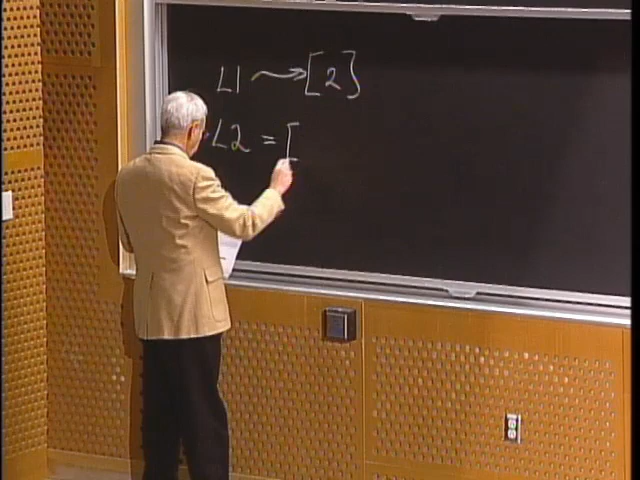 L1 → [2]
L2 = [